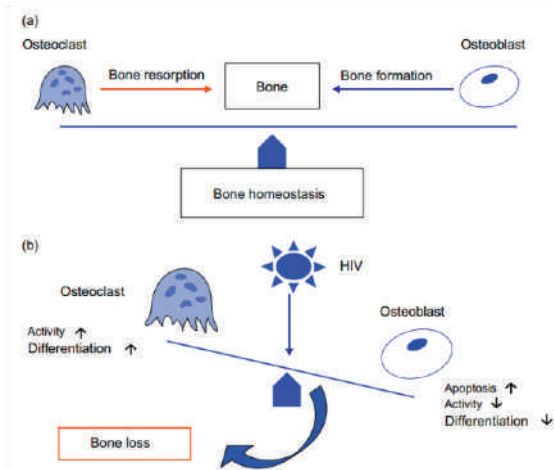 (a)
Osteoclast
Osteoblast
Bone resorption
Bone
Bone formation
Bone homeostasis
(b)
HIV
Osteoclast
Osteoblast
Activity ↑
Differentiation ↑
Apoptosis ↑
Activity ↓
Differentiation ↓
Bone loss